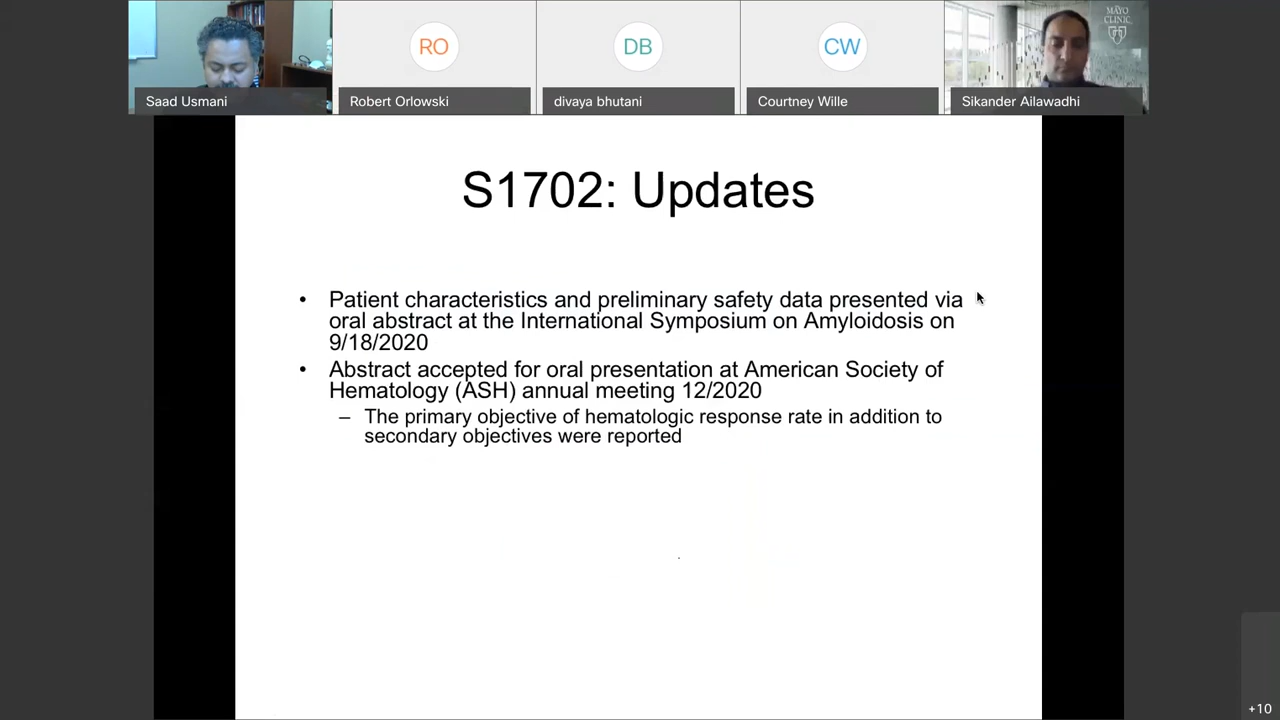 MAYO
CLINIC
RO
DB
CW
Saad Usmani
Robert Orlowski
divaya bhutani
Courtney Wille
Sikander Ailawadhi
S1702: Updates
• Patient characteristics and preliminary safety data presented via
oral abstract at the International Symposium on Amyloidosis on
9/18/2020
• Abstract accepted for oral presentation at American Society of
Hematology (ASH) annual meeting 12/2020
– The primary objective of hematologic response rate in addition to
secondary objectives were reported
+10